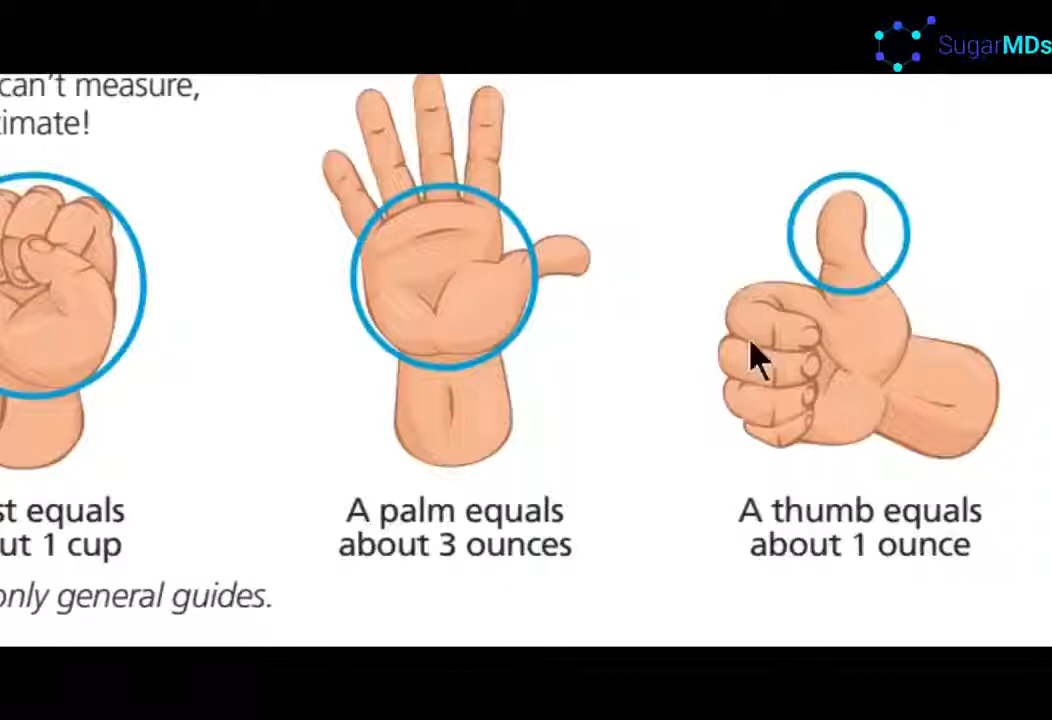 SugarMDs
can't measure,
imate!
st equals
ut 1 cup
A palm equals
about 3 ounces
A thumb equals
about 1 ounce
only general guides.